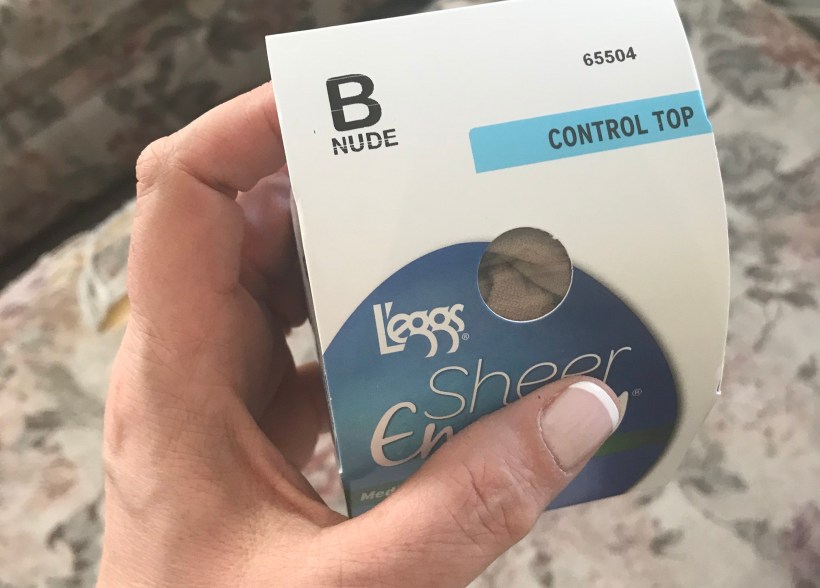 65504
B
NUDE
CONTROL TOP
L'eggs®
Sheer
®